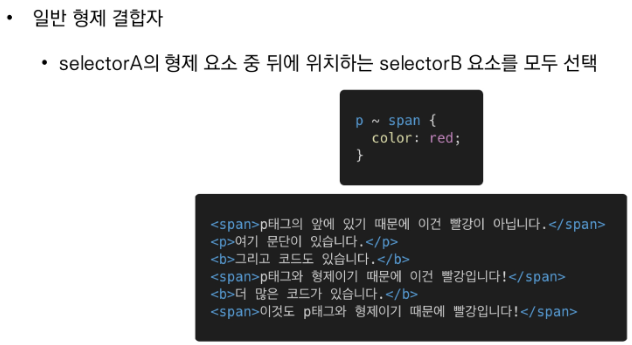 • 일반 형제 결합자
• selectorA의 형제 요소 중 뒤에 위치하는 selectorB 요소를 모두 선택
p ~ span {
  color: red;
}
<span>p태그의 앞에 있기 때문에 이건 빨강이 아닙니다.</span>
<p>여기 문단이 있습니다.</p>
<b>그리고 코드도 있습니다.</b>
<span>p태그와 형제이기 때문에 이건 빨강입니다!</span>
<b>더 많은 코드가 있습니다.</b>
<span>이것도 p태그와 형제이기 때문에 빨강입니다!</span>